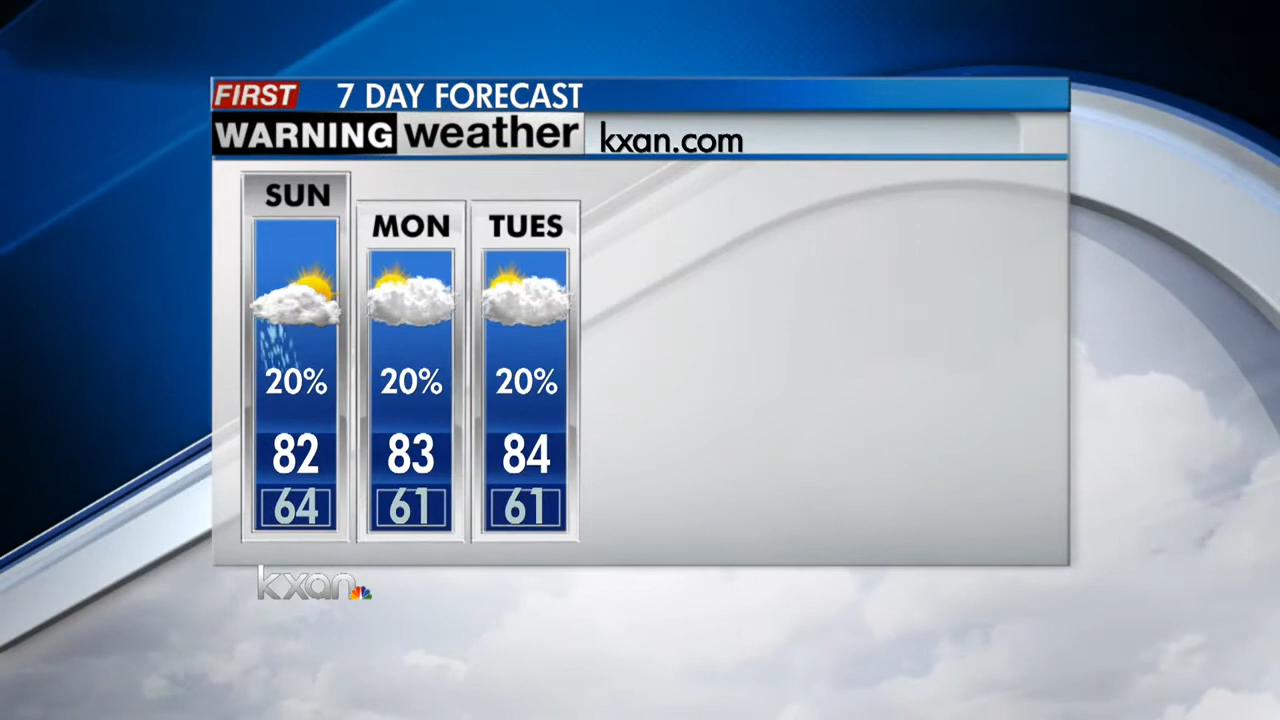 FIRST 7 DAY FORECAST
WARNING weather kxan.com
SUN MON TUES
20% 20% 20%
82 83 84
64 61 61
kxan